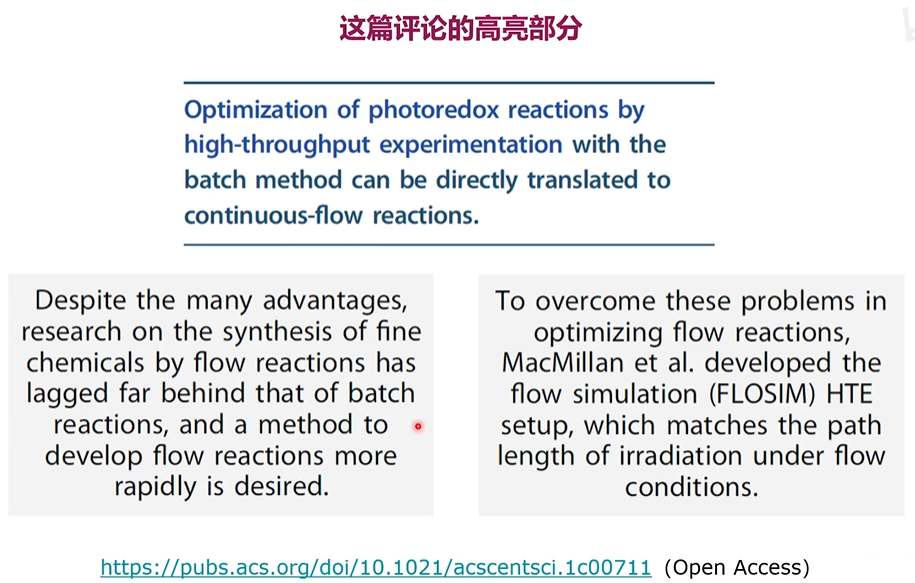 这篇评论的高亮部分
Optimization of photoredox reactions by
high-throughput experimentation with the
batch method can be directly translated to
continuous-flow reactions.
Despite the many advantages,
research on the synthesis of fine
chemicals by flow reactions has
lagged far behind that of batch
reactions, and a method to
develop flow reactions more
rapidly is desired.
To overcome these problems in
optimizing flow reactions,
MacMillan et al. developed the
flow simulation (FLOSIM) HTE
setup, which matches the path
length of irradiation under flow
conditions.
https://pubs.acs.org/doi/10.1021/acscentsci.1c00711 (Open Access)